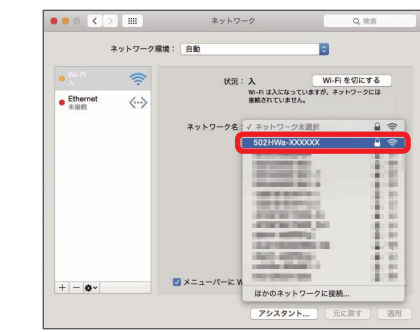 ネットワーク
検索
ネットワーク環境： 自動
Wi-Fi
入
Ethernet
未接続
状況： 入
Wi-Fi を切にする
Wi-Fi は入になっていますが、ネットワークには
接続されていません。
ネットワーク名：
✓ ネットワーク未選択
502HWa-XXXXXX
ほかのネットワークに接続...
メニューバーに W
アシスタント...
元に戻す
適用